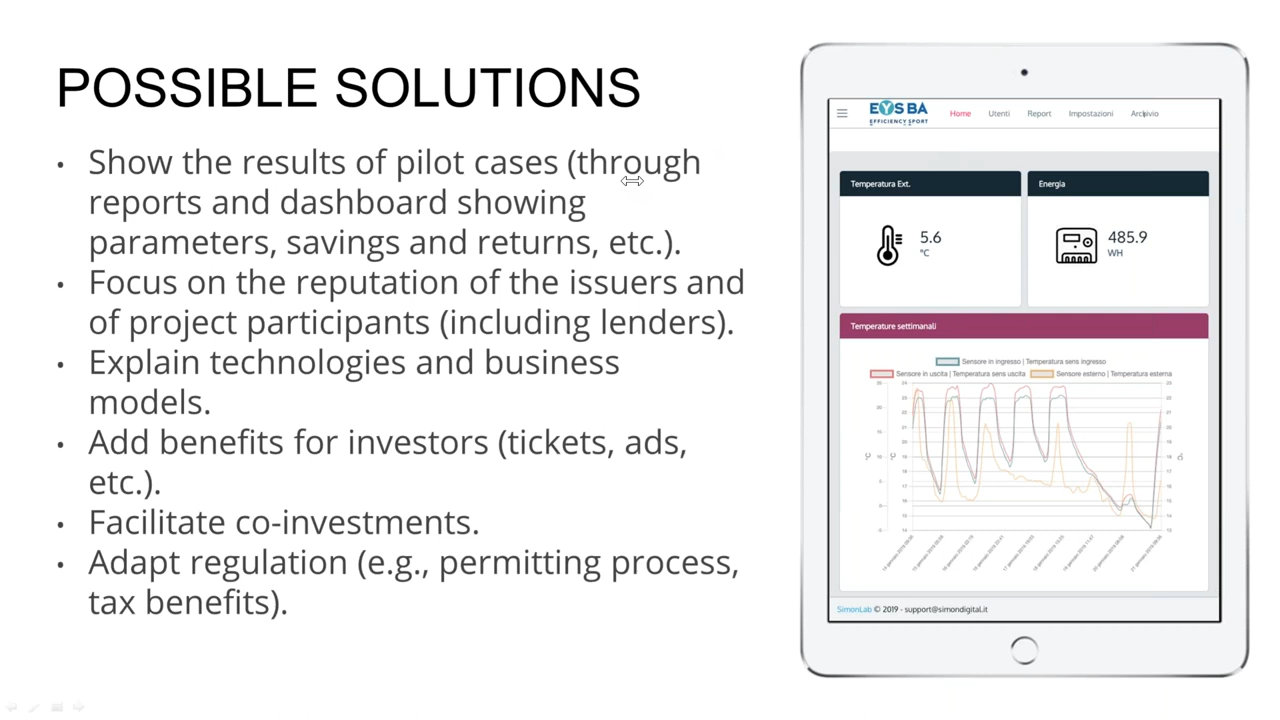 POSSIBLE SOLUTIONS
• Show the results of pilot cases (through
reports and dashboard showing
parameters, savings and returns, etc.).
• Focus on the reputation of the issuers and
of project participants (including lenders).
• Explain technologies and business
models.
• Add benefits for investors (tickets, ads,
etc.).
• Facilitate co-investments.
• Adapt regulation (e.g., permitting process,
tax benefits).
EYS BA
EFFICIENCY SPORT
Home Utenti Report Impostazioni Archivio
Temperatura Ext.
5.6
°C
Energia
485.9
WH
Temperature settimanali
Sensore in ingresso | Temperatura sens ingresso
Sensore in uscita | Temperatura sens uscita Sensore esterno | Temperatura esterna
SimonLab © 2019 - support@simondigital.it